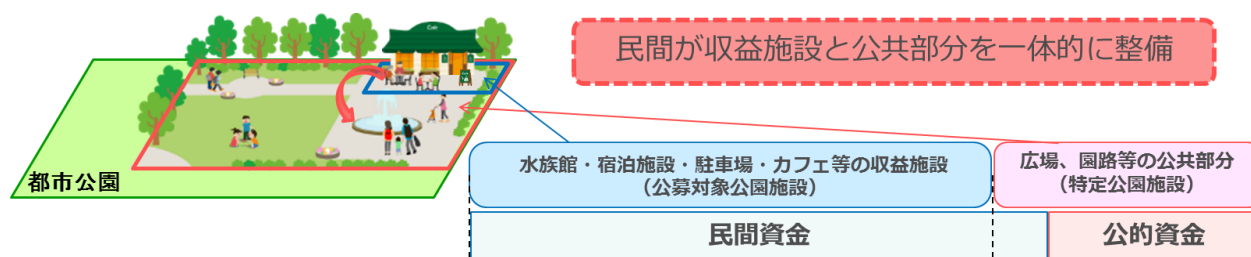 Cafe
民間が収益施設と公共部分を一体的に整備
都市公園
水族館・宿泊施設・駐車場・カフェ等の収益施設
（公募対象公園施設）
広場、園路等の公共部分
（特定公園施設）
民間資金
公的資金